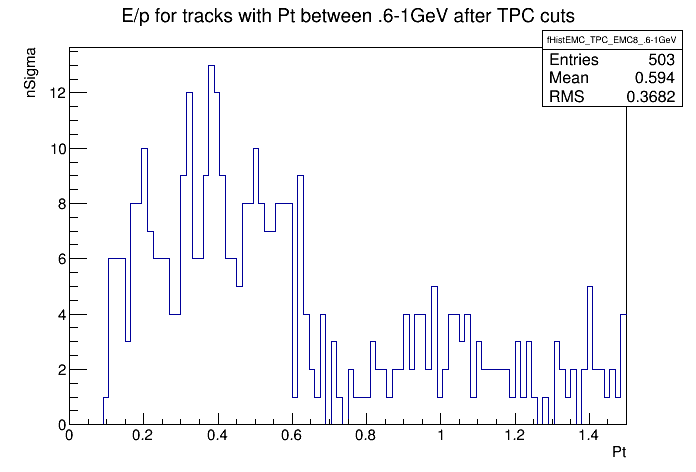 E/p for tracks with Pt between .6-1GeV after TPC cuts
fHistEMC_TPC_EMC8_.6-1GeV
Entries 503
Mean 0.594
RMS 0.3682
nSigma
12
10
8
6
4
2
0
0 0.2 0.4 0.6 0.8 1 1.2 1.4
Pt